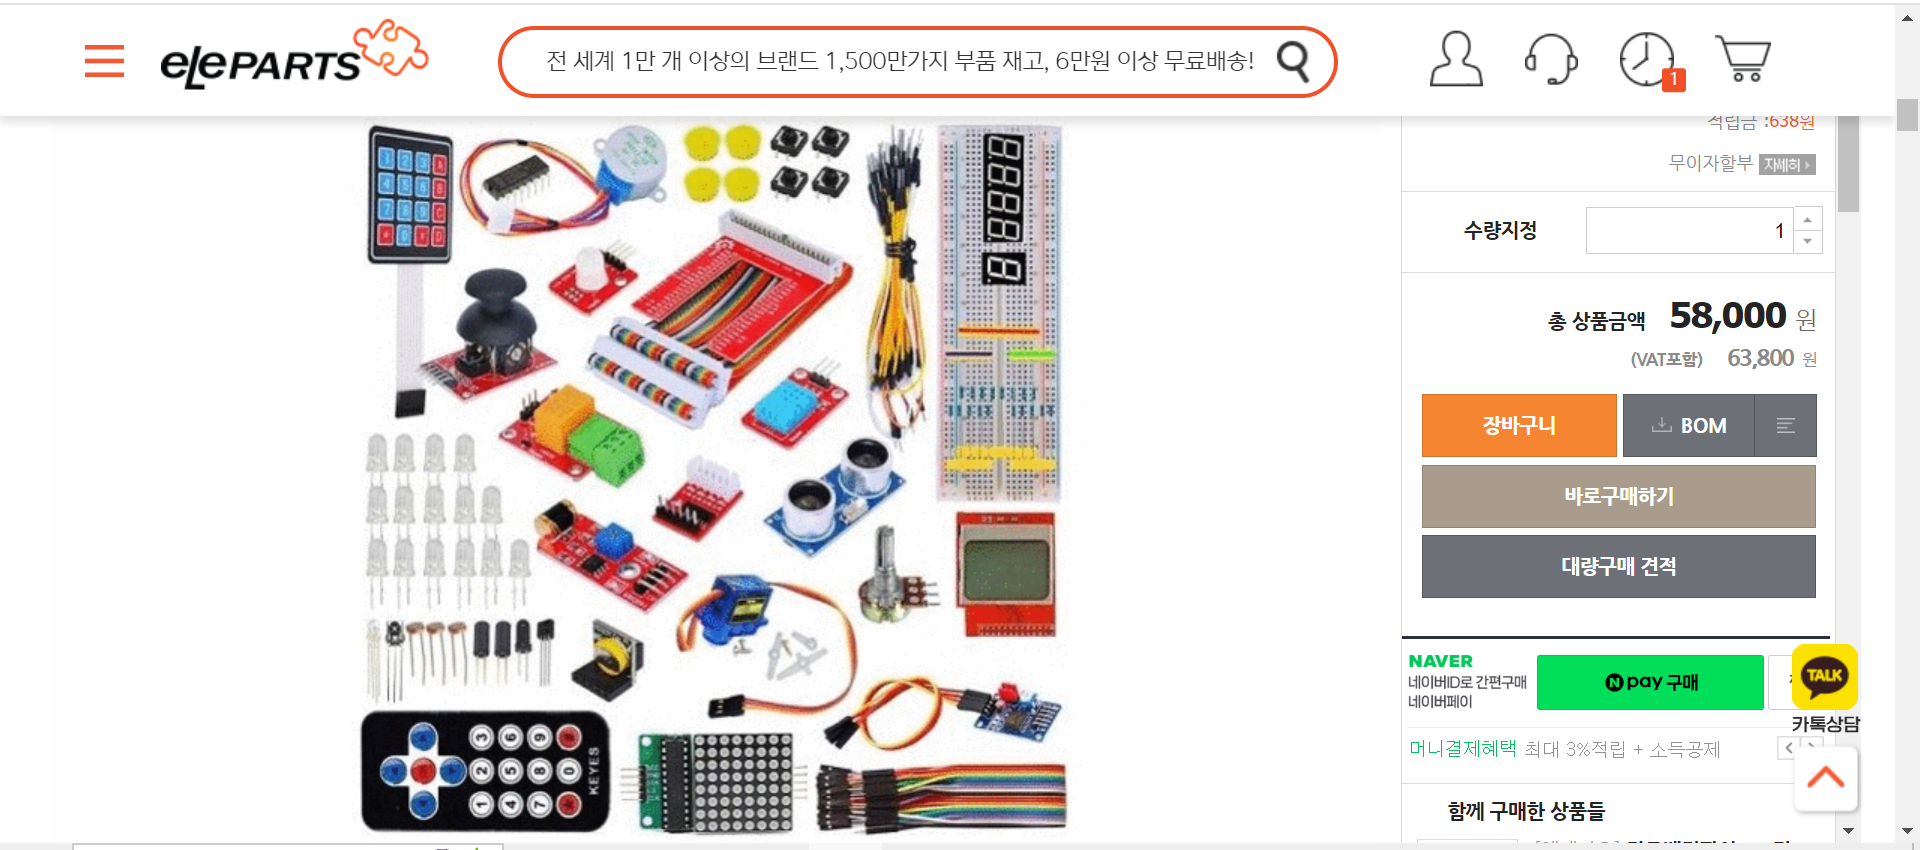 eLePARTS
전 세계 1만 개 이상의 브랜드 1,500만가지 부품 재고, 6만원 이상 무료배송!
1
적립금 :638원
무이자할부 자세히
수량지정 1
총 상품금액 58,000 원
(VAT포함) 63,800 원
장바구니 BOM
바로구매하기
대량구매 견적
NAVER
네이버ID로 간편구매
네이버페이
N pay 구매
TALK
카톡상담
머니결제혜택 최대 3%적립 + 소득공제
함께 구매한 상품들
1 2 3 A
4 5 6 B
7 8 9 C
* 0 # D
3 6 9
2 5 8 0
1 4 7
KEYES